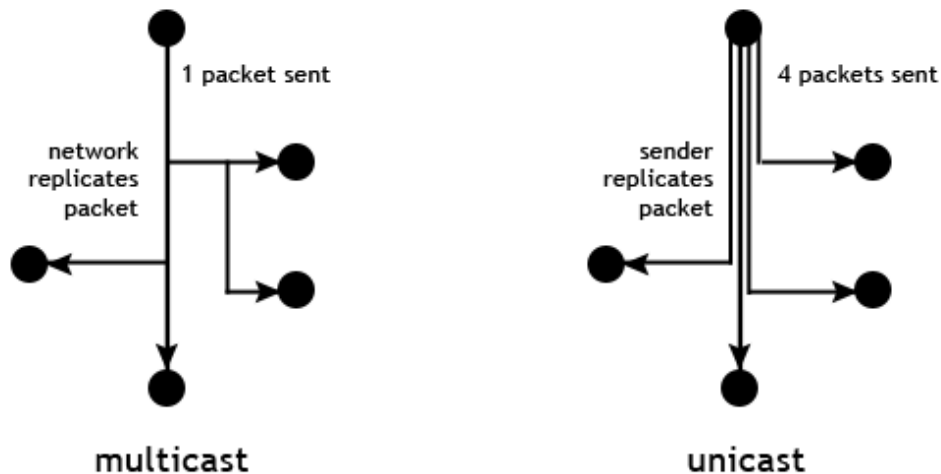 1 packet sent
network
replicates
packet
multicast
4 packets sent
sender
replicates
packet
unicast